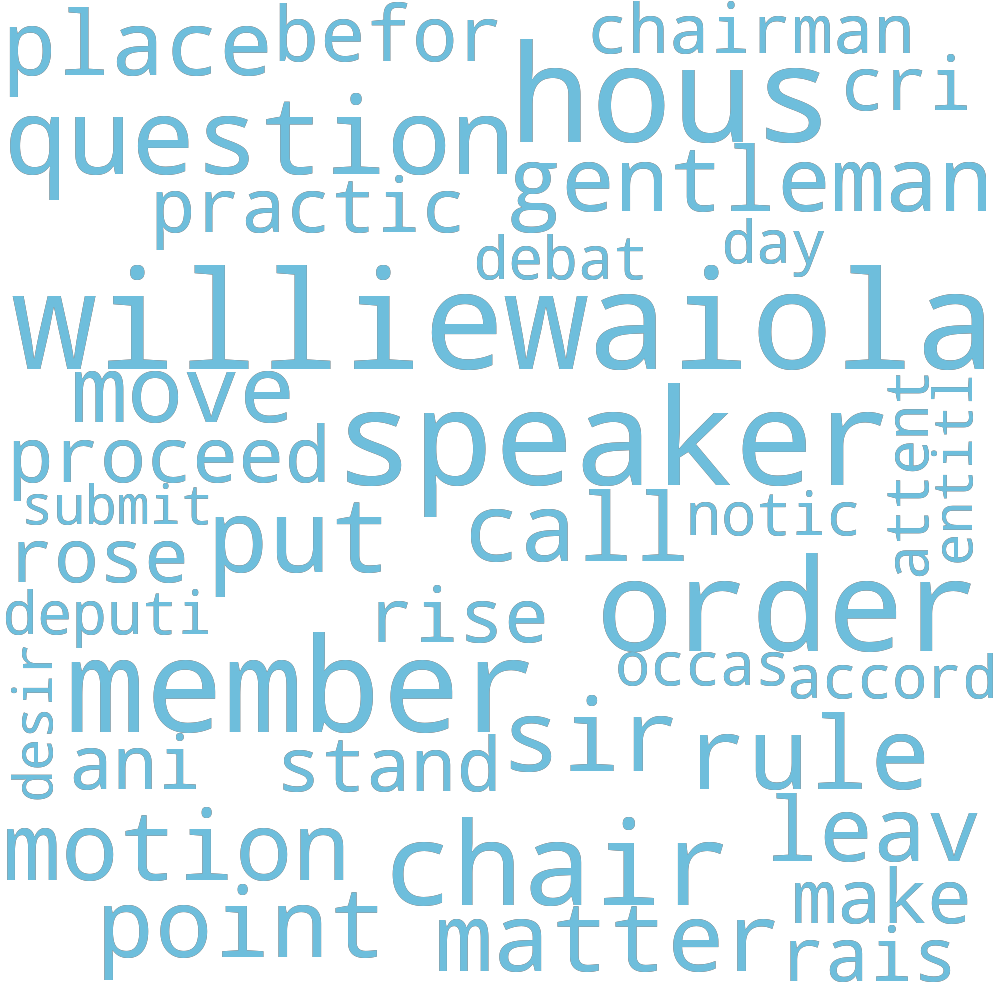 place befor chairman
hous cri
question
gentleman
practic
debat day
williewaiola
move
speaker
attent
entitl
proceed
submit
put call notic
rose
order
deputi rise
member
occas accord
desir
sir rule
ani stand
motion chair leav
make
point matter rais